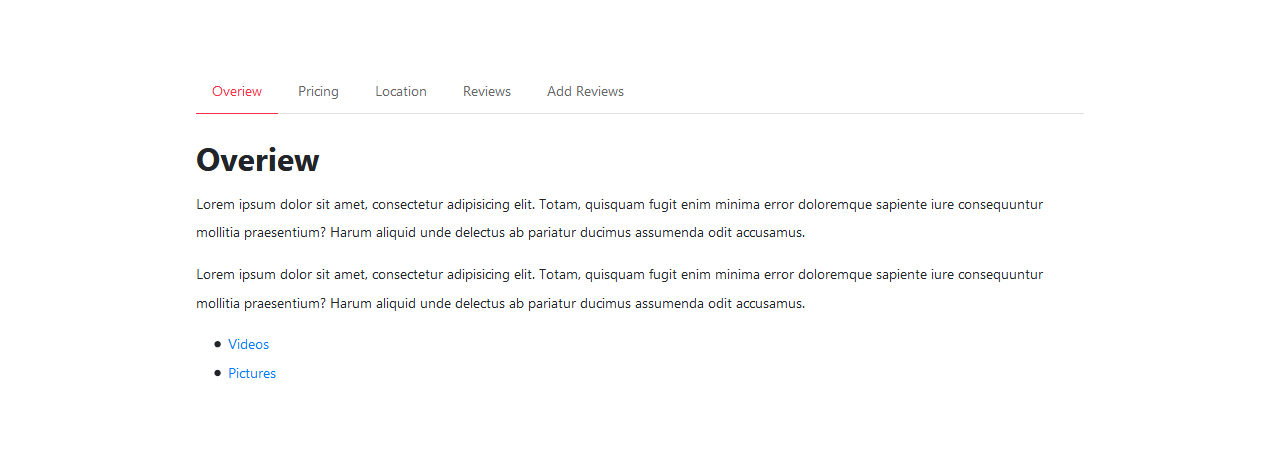 Overiew Pricing Location Reviews Add Reviews
Overiew
Lorem ipsum dolor sit amet, consectetur adipisicing elit. Totam, quisquam fugit enim minima error doloremque sapiente iure consequuntur
mollitia praesentium? Harum aliquid unde delectus ab pariatur ducimus assumenda odit accusamus.
Lorem ipsum dolor sit amet, consectetur adipisicing elit. Totam, quisquam fugit enim minima error doloremque sapiente iure consequuntur
mollitia praesentium? Harum aliquid unde delectus ab pariatur ducimus assumenda odit accusamus.
● Videos
● Pictures